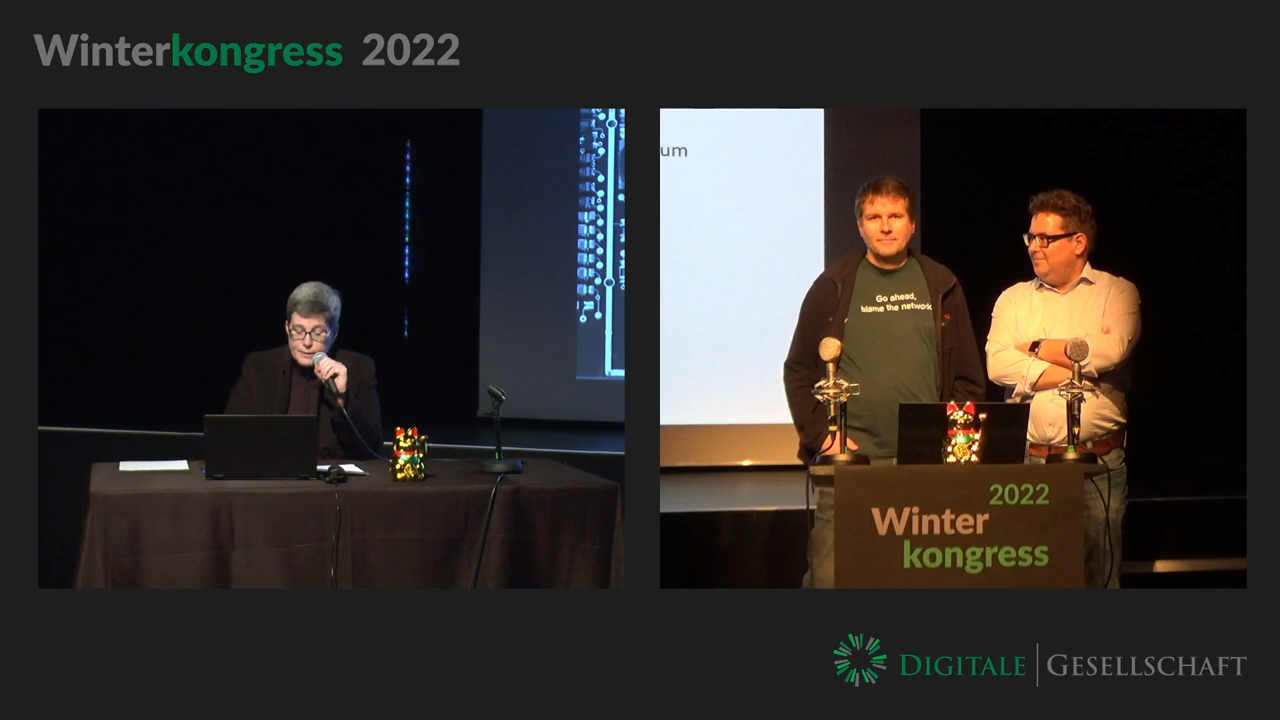 Winterkongress 2022
um
Go ahead,
blame the network
2022
Winter
kongress
DIGITALE | GESELLSCHAFT